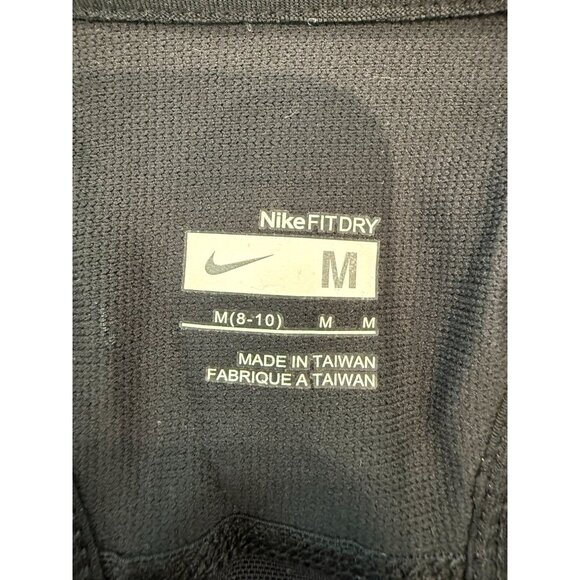 NikeFITDRY
M
M(8-10) M M
MADE IN TAIWAN
FABRIQUE A TAIWAN